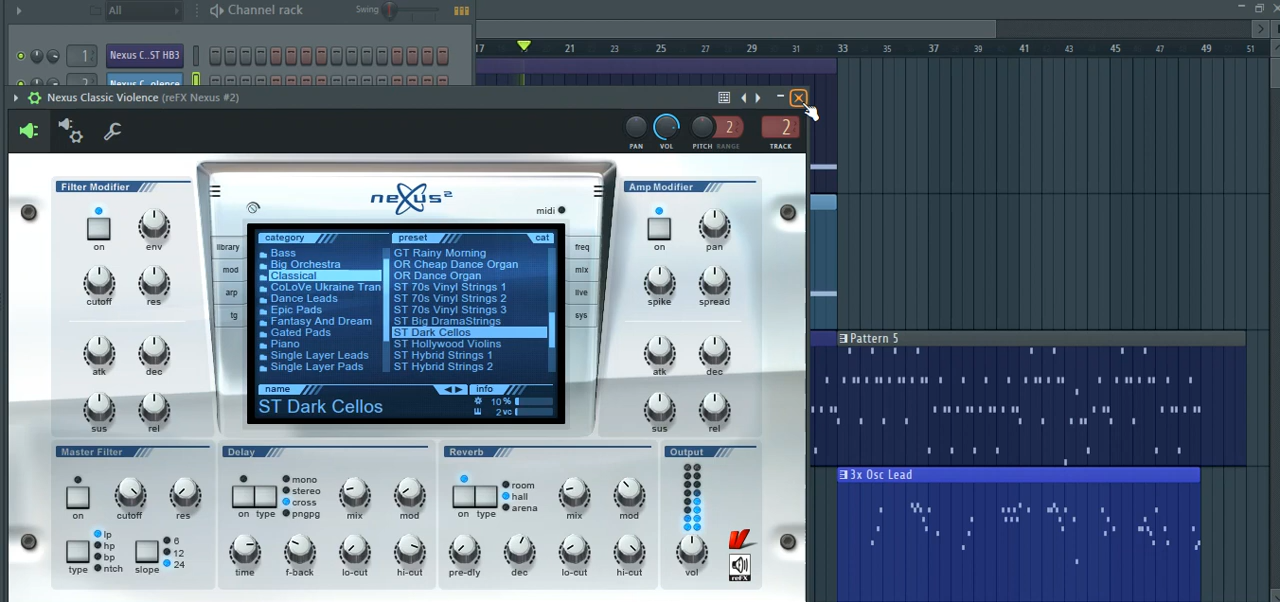 All
Channel rack
Swing
1
Nexus C..ST HB3
2
Nexus C..olence
17
21
23
25
27
29
31
33
35
37
39
41
43
45
47
49
51
Nexus Classic Violence (reFX Nexus #2)
2
2
PAN
VOL
PITCH
RANGE
TRACK
Filter Modifier
on
env
cutoff
res
atk
dec
sus
rel
nexus2
midi
library
mod
arp
tg
category
preset
cat
Bass
Big Orchestra
Classical
CoLoVe Ukraine Tran
Dance Leads
Epic Pads
Fantasy And Dream
Gated Pads
Piano
Single Layer Leads
Single Layer Pads
GT Rainy Morning
OR Cheap Dance Organ
OR Dance Organ
ST 70s Vinyl Strings 1
ST 70s Vinyl Strings 2
ST 70s Vinyl Strings 3
ST Big DramaStrings
ST Dark Cellos
ST Hollywood Violins
ST Hybrid Strings 1
ST Hybrid Strings 2
name
info
ST Dark Cellos
10 %
2 vc
freq
mix
live
sys
Amp Modifier
on
pan
spike
spread
atk
dec
sus
rel
Master Filter
on
cutoff
res
lp
hp
bp
ntch
type
slope
6
12
24
Delay
on
type
mono
stereo
cross
pngpg
mix
mod
time
f-back
lo-cut
hi-cut
Reverb
on
type
room
hall
arena
mix
mod
pre-dly
dec
lo-cut
hi-cut
Output
vol
reFX
Pattern 5
3x Osc Lead